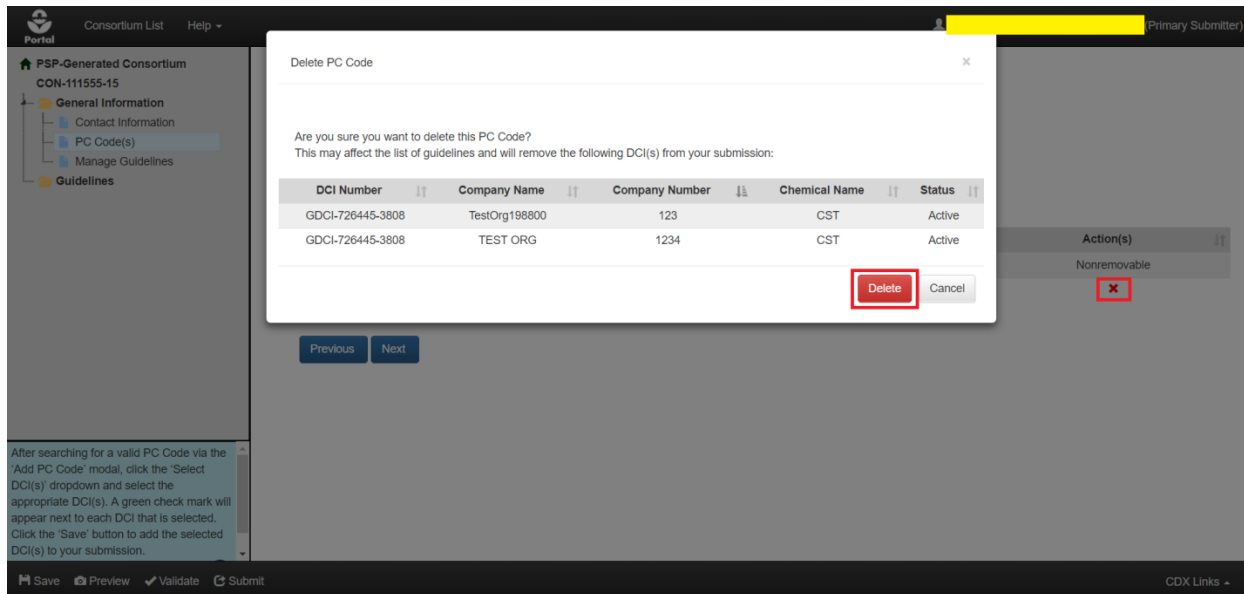 Portal
Consortium List Help
(Primary Submitter)
PSP-Generated Consortium
CON-111555-15
General Information
Contact Information
PC Code(s)
Manage Guidelines
Guidelines
Delete PC Code
×
Are you sure you want to delete this PC Code?
This may affect the list of guidelines and will remove the following DCI(s) from your submission:
DCI Number Company Name Company Number Chemical Name Status
GDCI-726445-3808 TestOrg198800 123 CST Active
GDCI-726445-3808 TEST ORG 1234 CST Active
Delete Cancel
Action(s)
Nonremovable
Previous Next
After searching for a valid PC Code via the
'Add PC Code' modal, click the 'Select
DCI(s)' dropdown and select the
appropriate DCI(s). A green check mark will
appear next to each DCI that is selected.
Click the 'Save' button to add the selected
DCI(s) to your submission.
Save Preview Validate Submit
CDX Links